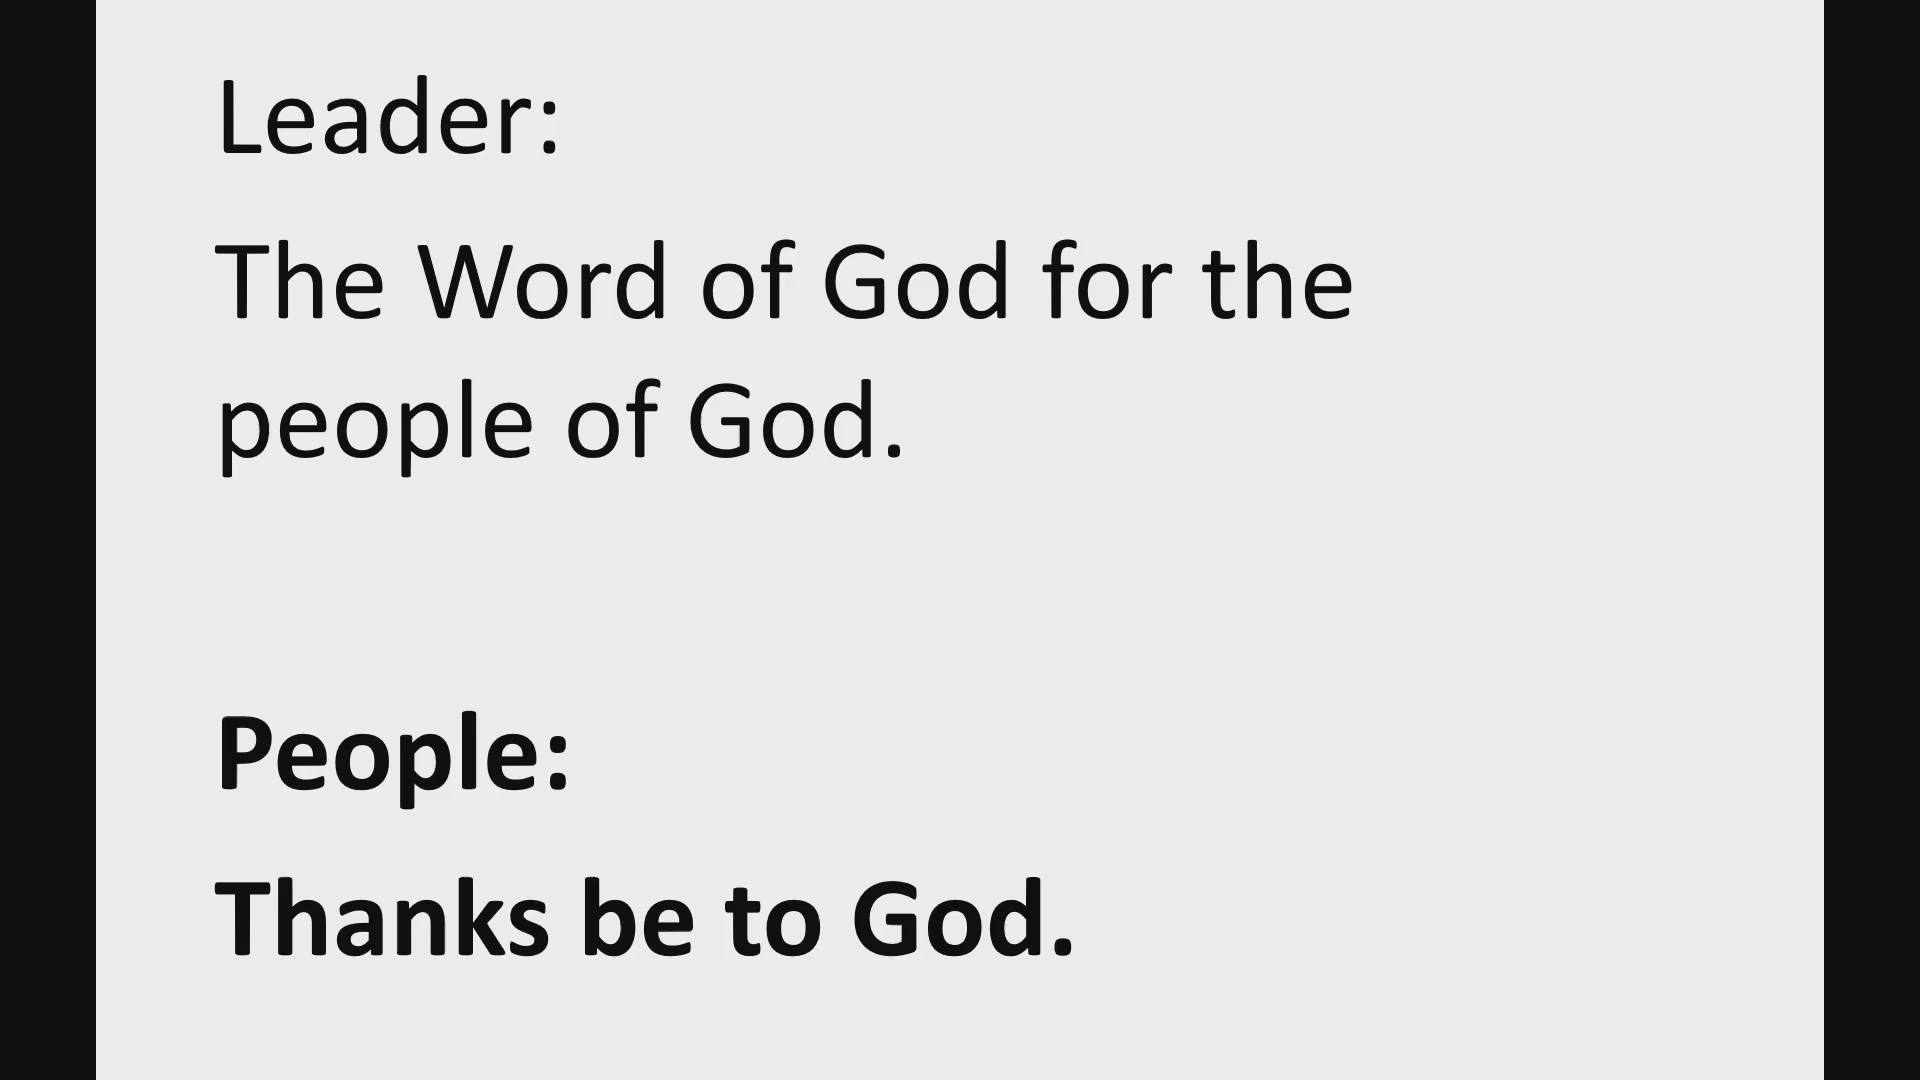 Leader:
The Word of God for the
people of God.
People:
Thanks be to God.